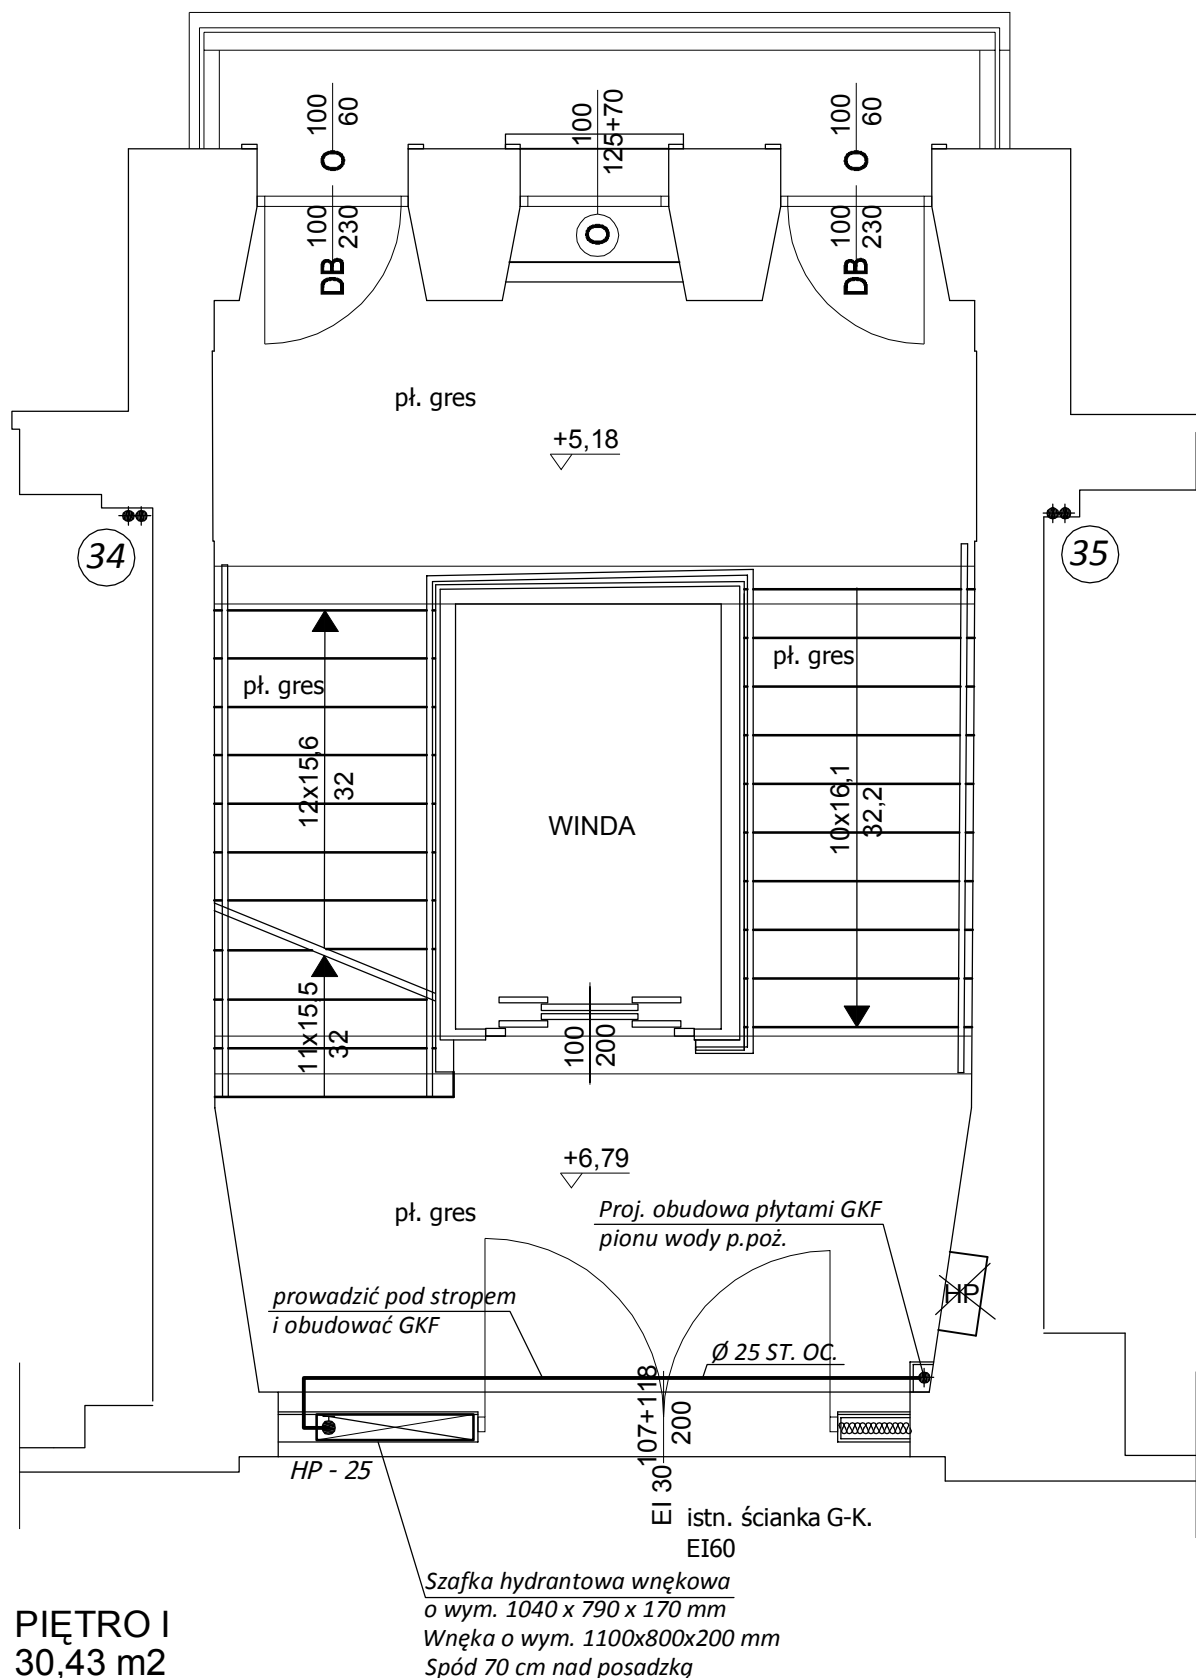 100
60
O
100
230
DB
100
125+70
O
100
60
O
100
230
DB
pł. gres
+5,18
34
35
pł. gres
pł. gres
12x15,6
32
10x16,1
32,2
WINDA
11x15,5
32
100
200
+6,79
pł. gres
Proj. obudowa płytami GKF
pionu wody p.poż.
HP
prowadzić pod stropem
i obudować GKF
Ø 25 ST. OC.
EI 30 107+118
200
HP - 25
istn. ścianka G-K.
EI60
Szafka hydrantowa wnękowa
o wym. 1040 x 790 x 170 mm
Wnęka o wym. 1100x800x200 mm
Spód 70 cm nad posadzką
PIĘTRO I
30,43 m2